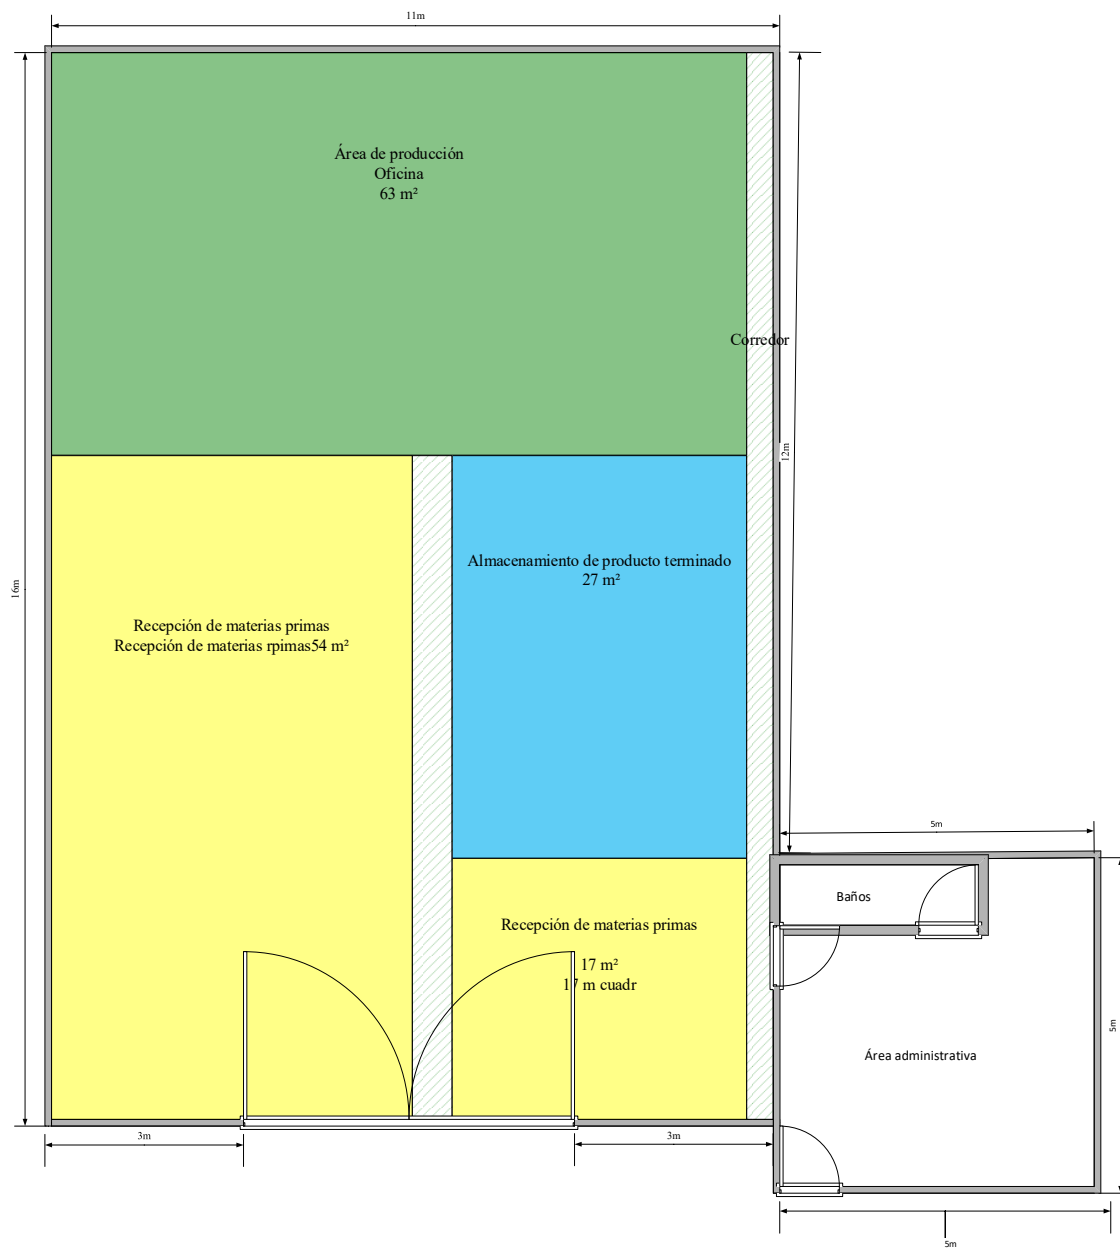 11m
Área de producción
Oficina
63 m²
Corredor
12m
16m
Almacenamiento de producto terminado
27 m²
Recepción de materias primas
Recepción de materias rpimas54 m²
5m
Baños
Recepción de materias primas
17 m²
17 m cuadr
Área administrativa
5m
3m
3m
5m